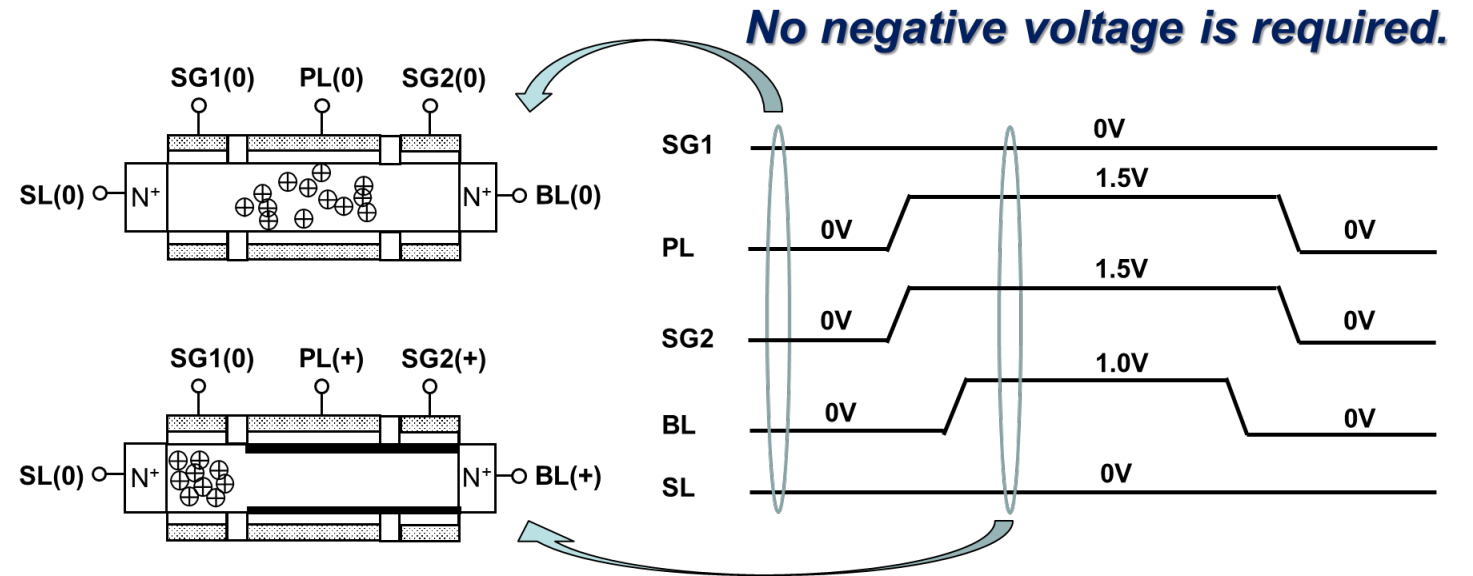 No negative voltage is required.
SG1(0) PL(0) SG2(0)
SL(0) N⁺ N⁺ BL(0)
SG1(0) PL(+) SG2(+)
SL(0) N⁺ N⁺ BL(+)
SG1 0V
PL 0V 1.5V 0V
SG2 0V 1.5V 0V
BL 0V 1.0V 0V
SL 0V